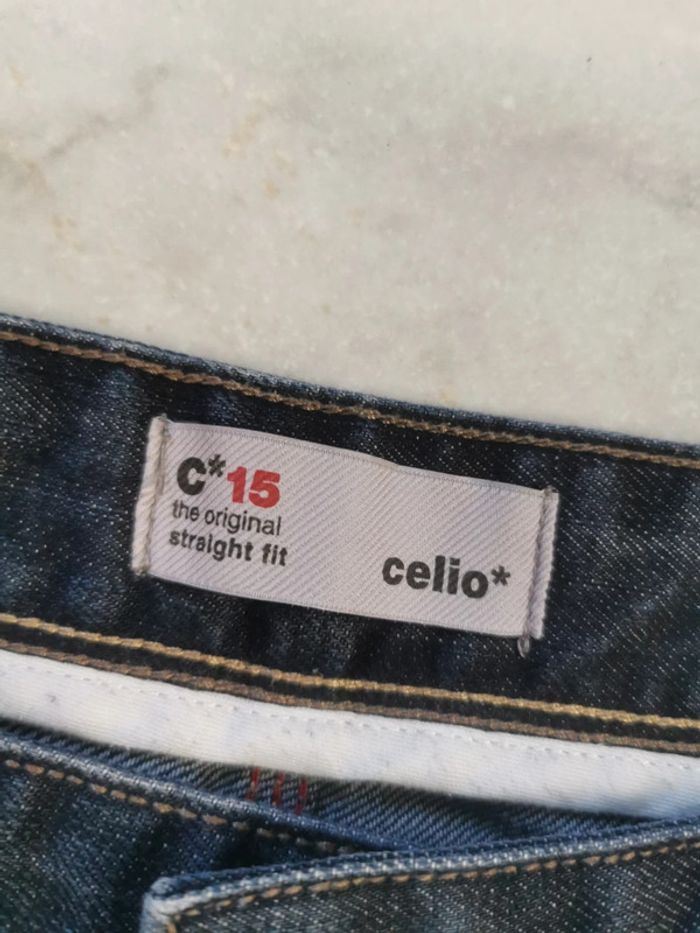 C*15
the original
straight fit
celio*